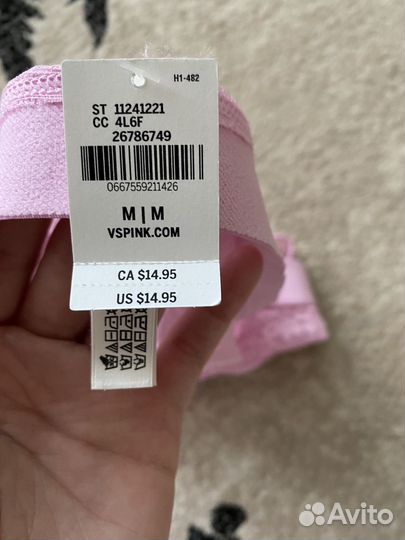 H1-482
ST 11241221
CC 4L6F
26786749
0667559211426
M | M
VSPINK.COM
CA $14.95
US $14.95
Avito